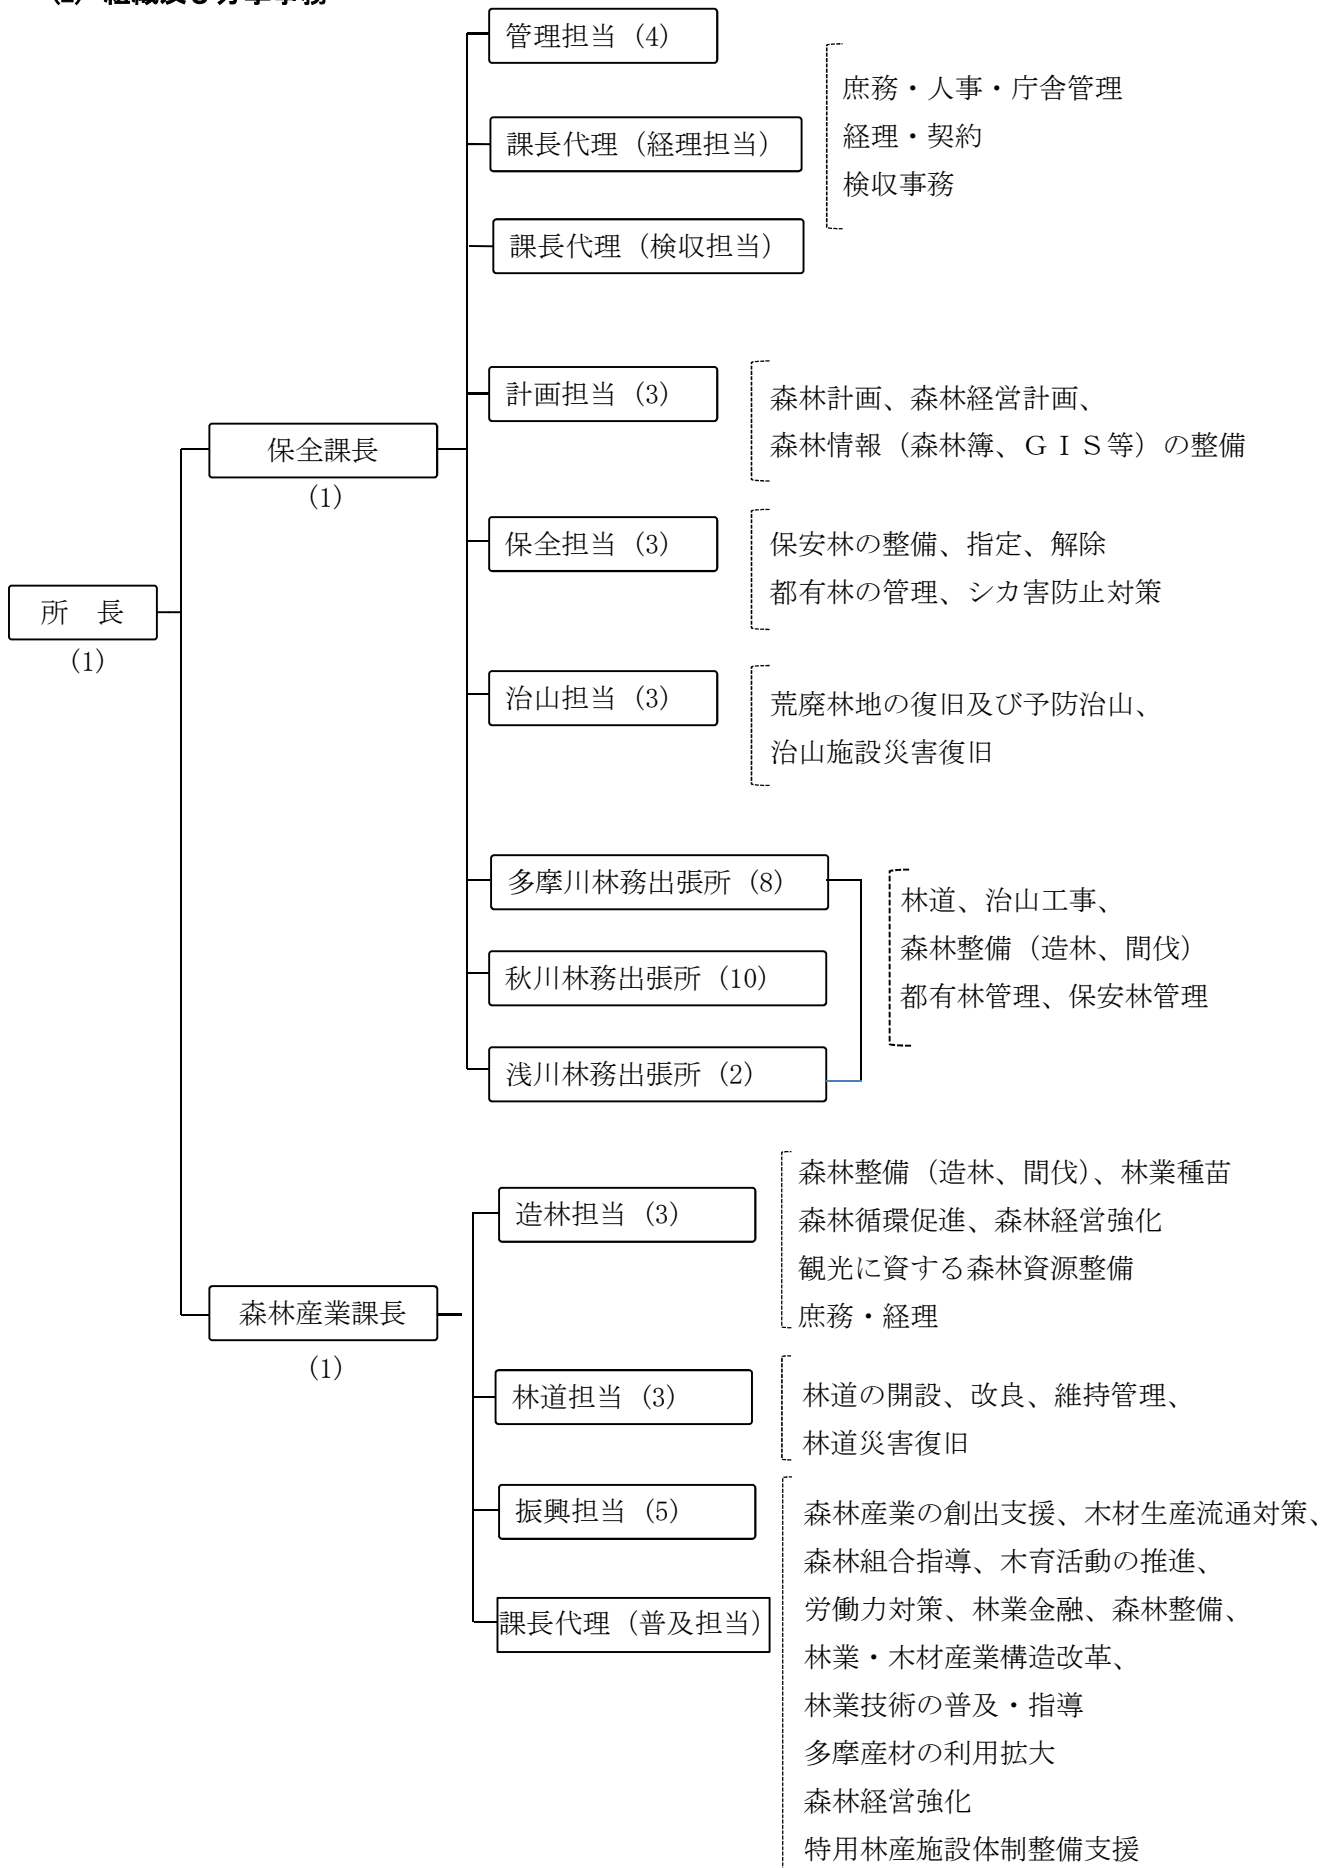 (2) 組織及び分掌事務
管理担当（4）
庶務・人事・庁舎管理
課長代理（経理担当）
経理・契約
検収事務
課長代理（検収担当）
計画担当（3）
森林計画、森林経営計画、
森林情報（森林簿、ＧＩＳ等）の整備
保全課長
（1）
保全担当（3）
保安林の整備、指定、解除
都有林の管理、シカ害防止対策
所　長
（1）
治山担当（3）
荒廃林地の復旧及び予防治山、
治山施設災害復旧
多摩川林務出張所（8）
林道、治山工事、
森林整備（造林、間伐）
秋川林務出張所（10）
都有林管理、保安林管理
浅川林務出張所（2）
造林担当（3）
森林整備（造林、間伐）、林業種苗
森林循環促進、森林経営強化
観光に資する森林資源整備
庶務・経理
森林産業課長
（1）
林道担当（3）
林道の開設、改良、維持管理、
林道災害復旧
振興担当（5）
森林産業の創出支援、木材生産流通対策、
森林組合指導、木育活動の推進、
課長代理（普及担当）
労働力対策、林業金融、森林整備、
林業・木材産業構造改革、
林業技術の普及・指導
多摩産材の利用拡大
森林経営強化
特用林産施設体制整備支援